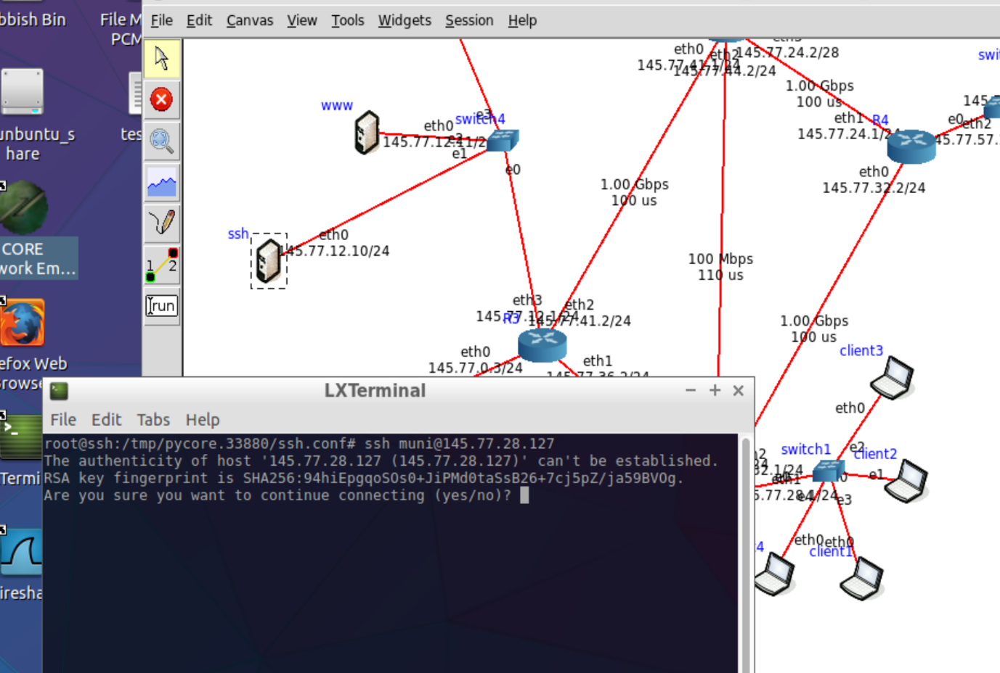 bbish Bin
File M
PCM
unbuntu_s
hare
tes
CORE
work Em...
efox Web
Browse
Termi
iresha
File Edit Canvas View Tools Widgets Session Help
1 2
run
www
eth0
e3
switch4
e2
e1
e0
ssh
eth0
145.77.12.10/24
eth0
eth2
145.77.24.2/28
145.77.41.1/24
145.77.44.2/24
1.00 Gbps
100 us
swi
145.
eth1
R4
145.77.24.1/24
e0
eth2
45.77.57.
eth0
145.77.32.2/24
1.00 Gbps
100 us
100 Mbps
110 us
eth3
eth2
145.77.12.1/24
R3
145.77.41.2/24
eth0
145.77.0.3/24
eth1
145.77.36.2/24
1.00 Gbps
100 us
client3
eth0
switch1
e2
client2
e1
32.1/24
eth1
e3
eth0
eth0
client1
LXTerminal
File Edit Tabs Help
root@ssh:/tmp/pycore.33880/ssh.conf# ssh muni@145.77.28.127
The authenticity of host '145.77.28.127 (145.77.28.127)' can't be established.
RSA key fingerprint is SHA256:94hiEpgqoSOs0+JiPMd0taSsB26+7cj5pZ/ja59BVOg.
Are you sure you want to continue connecting (yes/no)?